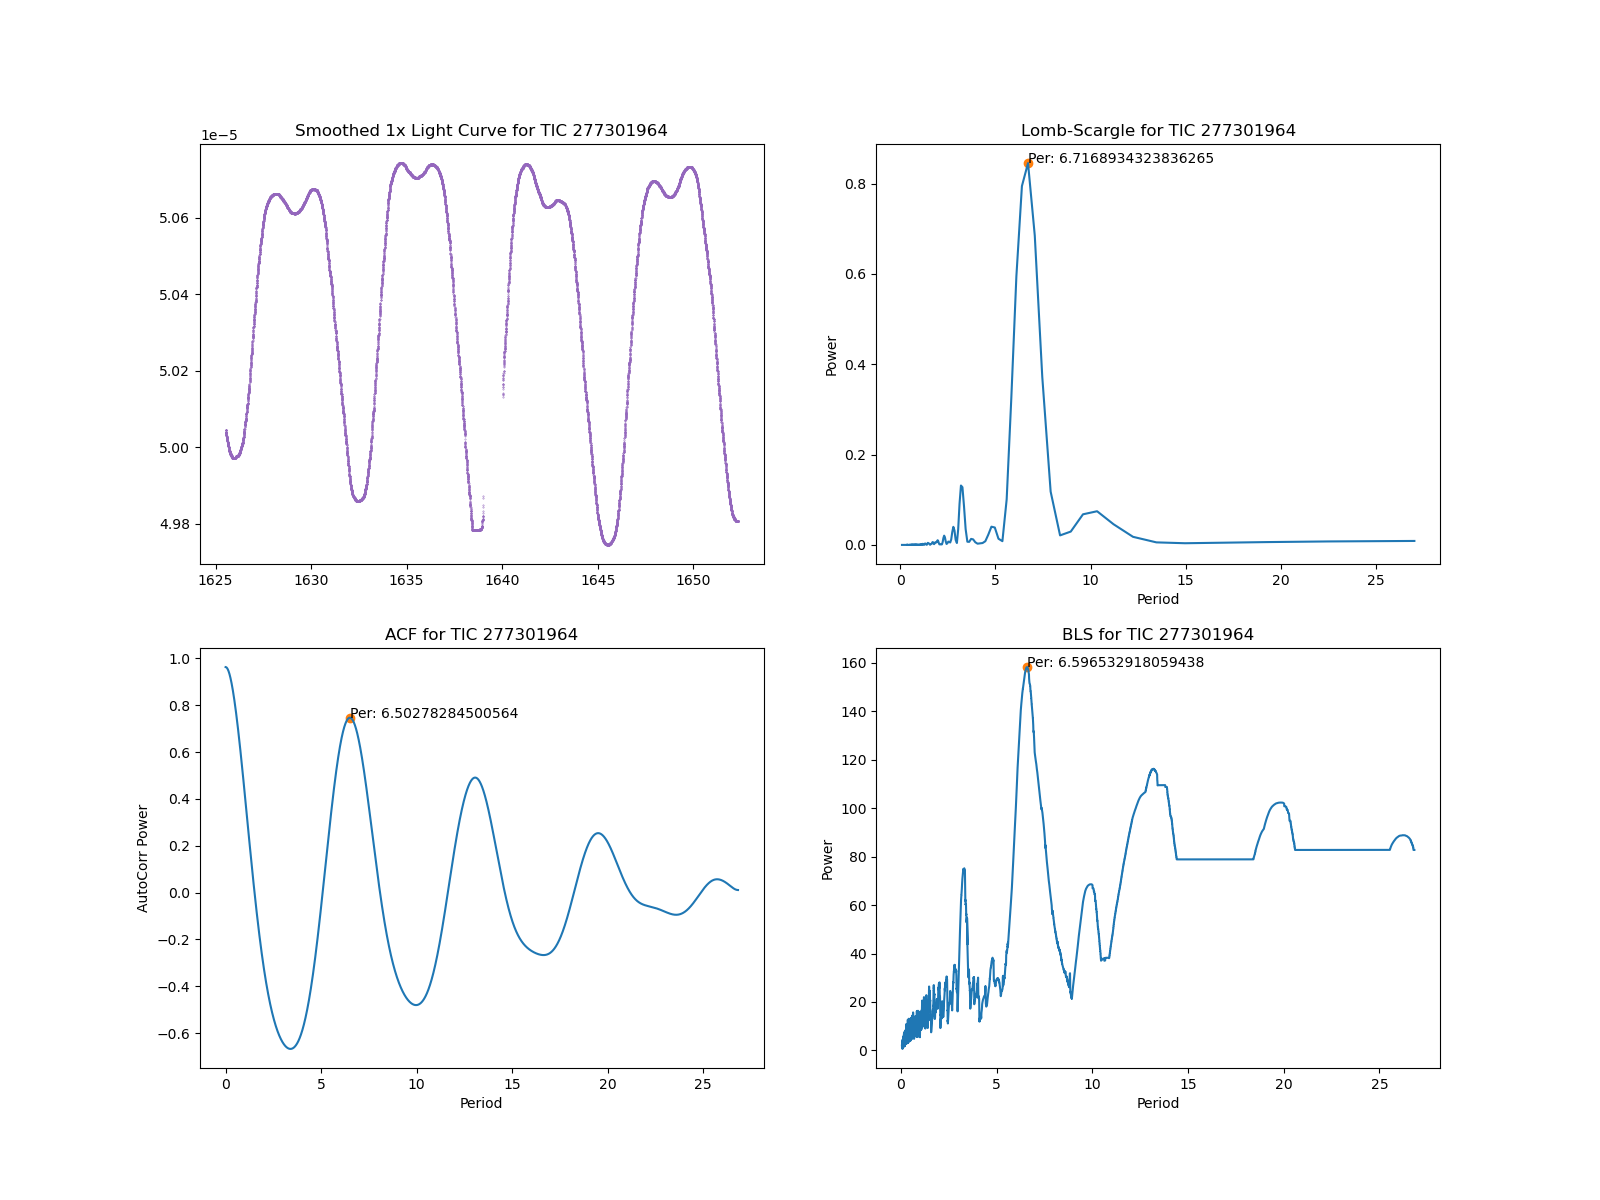 Smoothed 1x Light Curve for TIC 277301964
1e−5
5.06
5.04
5.02
5.00
4.98
1625 1630 1635 1640 1645 1650
Lomb-Scargle for TIC 277301964
Per: 6.7168934323836265
Power
0.8
0.6
0.4
0.2
0.0
0 5 10 15 20 25
Period
ACF for TIC 277301964
Per: 6.50278284500564
AutoCorr Power
1.0
0.8
0.6
0.4
0.2
0.0
−0.2
−0.4
−0.6
0 5 10 15 20 25
Period
BLS for TIC 277301964
Per: 6.596532918059438
Power
160
140
120
100
80
60
40
20
0
0 5 10 15 20 25
Period